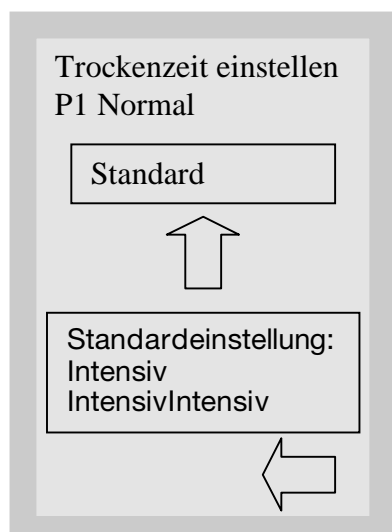 Trockenzeit einstellen
P1 Normal
Standard
Standardeinstellung:
Intensiv
IntensivIntensiv